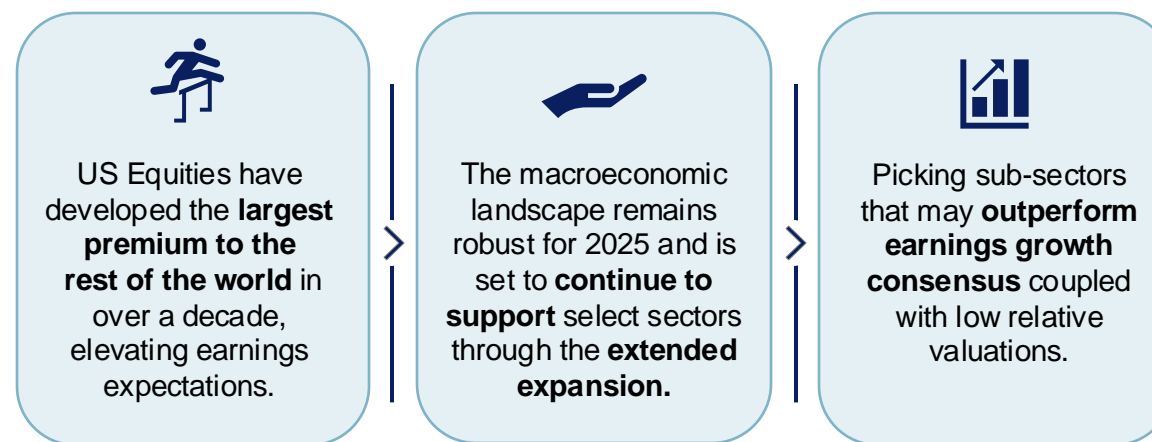 US Equities have
developed the largest
premium to the
rest of the world in
over a decade,
elevating earnings
expectations.
The macroeconomic
landscape remains
robust for 2025 and is
set to continue to
support select sectors
through the extended
expansion.
Picking sub-sectors
that may outperform
earnings growth
consensus coupled
with low relative
valuations.